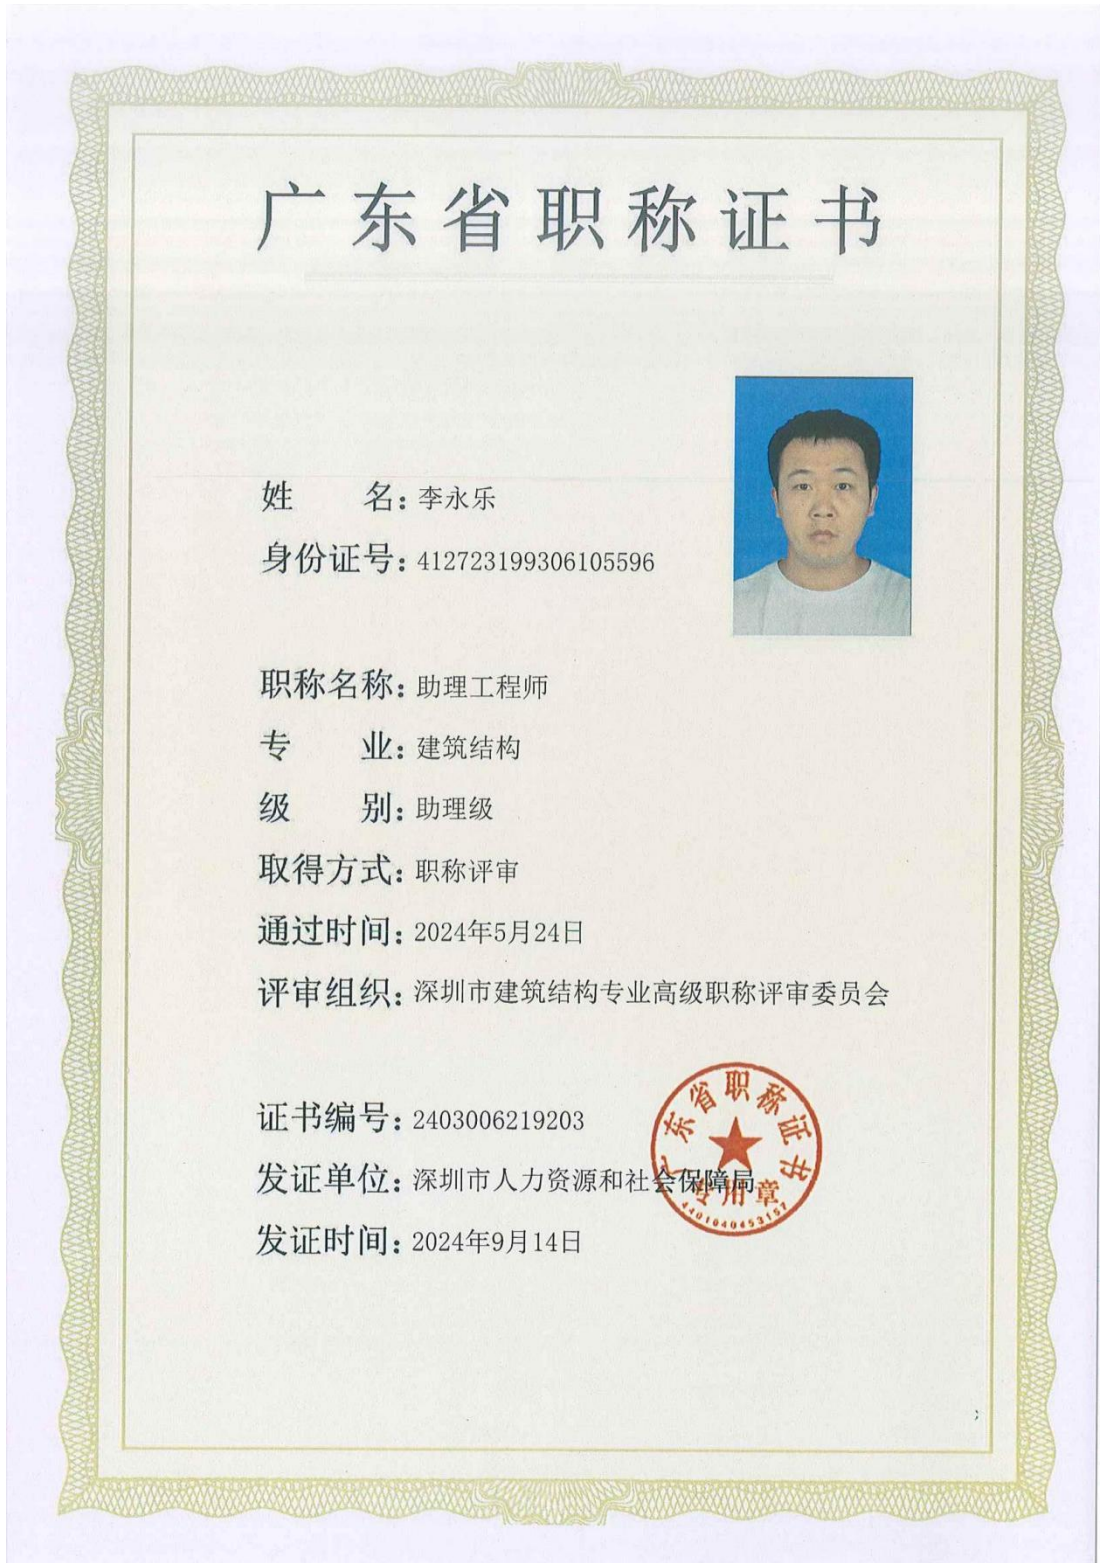 广东省职称证书
姓 名：李永乐
身份证号：412723199306105596
职称名称：助理工程师
专 业：建筑结构
级 别：助理级
取得方式：职称评审
通过时间：2024年5月24日
评审组织：深圳市建筑结构专业高级职称评审委员会
证书编号：2403006219203
发证单位：深圳市人力资源和社会保障局
发证时间：2024年9月14日
广东省职称证书
专用章
4401040453157